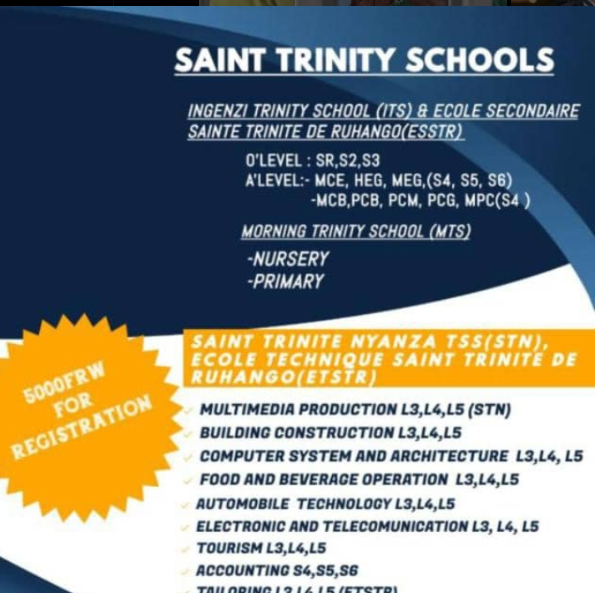 SAINT TRINITY SCHOOLS
INGENZI TRINITY SCHOOL (ITS) & ECOLE SECONDAIRE
SAINTE TRINITE DE RUHANGO(ESSTR)
O'LEVEL : SR,S2,S3
A'LEVEL:- MCE, HEG, MEG,(S4, S5, S6)
-MCB,PCB, PCM, PCG, MPC(S4 )
MORNING TRINITY SCHOOL (MTS)
-NURSERY
-PRIMARY
SAINT TRINITE NYANZA TSS(STN),
ECOLE TECHNIQUE SAINT TRINITE DE
RUHANGO(ETSTR)
5000FRW
FOR
REGISTRATION
MULTIMEDIA PRODUCTION L3,L4,L5 (STN)
BUILDING CONSTRUCTION L3,L4,L5
COMPUTER SYSTEM AND ARCHITECTURE L3,L4, L5
FOOD AND BEVERAGE OPERATION L3,L4,L5
AUTOMOBILE TECHNOLOGY L3,L4,L5
ELECTRONIC AND TELECOMUNICATION L3, L4, L5
TOURISM L3,L4,L5
ACCOUNTING S4,S5,S6
TAILORING L3,L4,L5 (ETSTR)